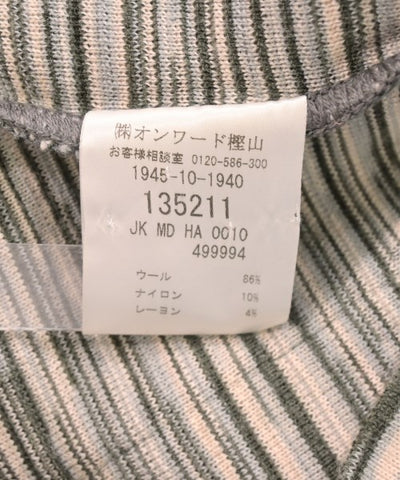 ㈱オンワード樫山
お客様相談室 0120-586-300
1945-10-1940
135211
JK MD HA 0010
499994
ウール 86%
ナイロン 10%
レーヨン 4%